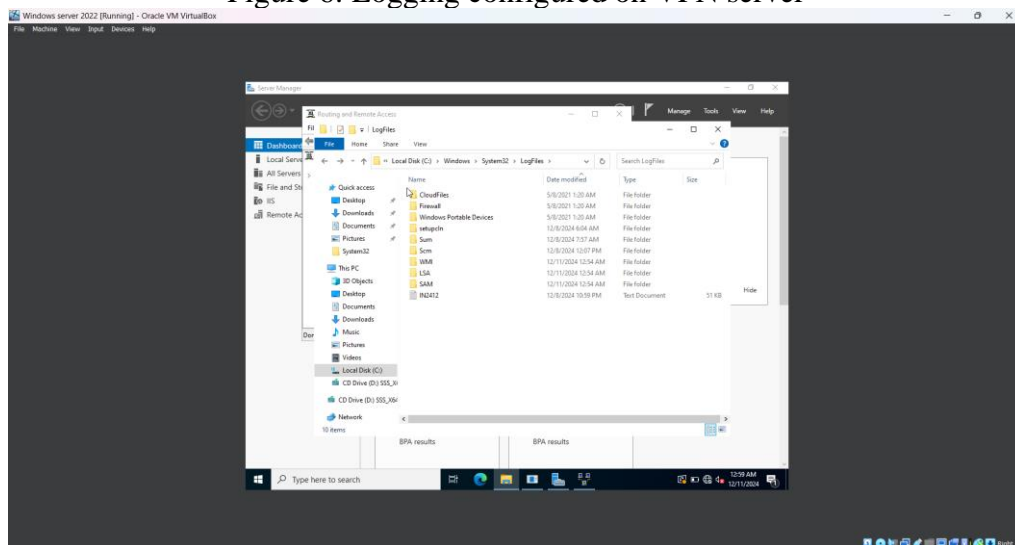 Figure 6: Logging configured on VPN server
Windows server 2022 [Running] - Oracle VM VirtualBox
File Machine View Input Devices Help
Server Manager
Manage Tools View Help
Routing and Remote Access
Fil
LogFiles
File Home Share View
Local Disk (C:) › Windows › System32 › LogFiles ›
Search LogFiles
Dashboard
Local Serve
All Servers
File and Sto
IIS
Remote Ac
Quick access
Desktop
Downloads
Documents
Pictures
System32
This PC
3D Objects
Desktop
Documents
Downloads
Music
Pictures
Videos
Local Disk (C:)
CD Drive (D:) SSS_X6
CD Drive (D:) SSS_X64
Network
Name Date modified Type Size
CloudFiles 5/8/2021 1:20 AM File folder
Firewall 5/8/2021 1:20 AM File folder
Windows Portable Devices 5/8/2021 1:20 AM File folder
setupcln 12/8/2024 6:04 AM File folder
Sum 12/8/2024 7:57 AM File folder
Scm 12/8/2024 12:07 PM File folder
WMI 12/11/2024 12:54 AM File folder
LSA 12/11/2024 12:54 AM File folder
SAM 12/11/2024 12:54 AM File folder
IN2412 12/8/2024 10:59 PM Text Document 51 KB
Hide
Dor
10 items
BPA results BPA results
Type here to search
12:59 AM
12/11/2024
Right